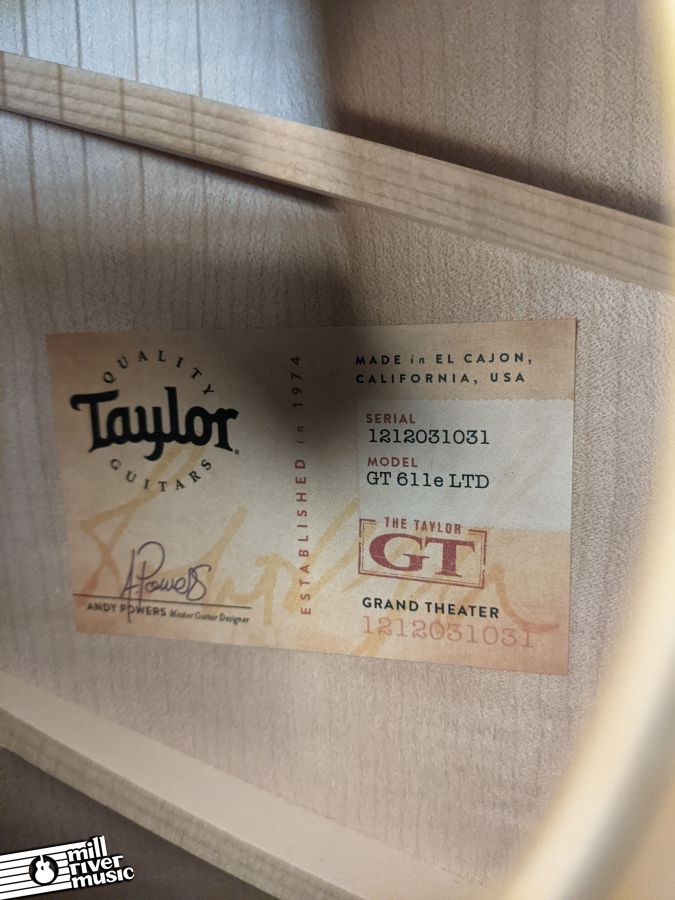 QUALITY
Taylor
GUITARS
A Powers
ANDY POWERS Master Guitar Designer
ESTABLISHED in 1974
MADE in EL CAJON,
CALIFORNIA, USA
SERIAL
1212031031
MODEL
GT 611e LTD
THE TAYLOR
GT
GRAND THEATER
1212031031
mill
river
music